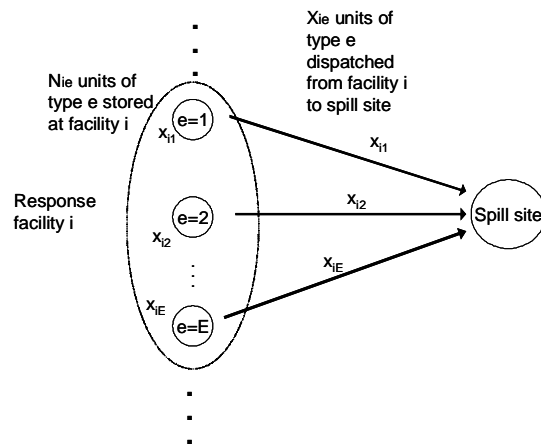 Xie units of
type e
dispatched
from facility i
to spill site
Nie units of
type e stored
at facility i
e=1
xi1
xi1
Response
facility i
e=2
xi2
xi2
Spill site
xiE
xiE
e=E